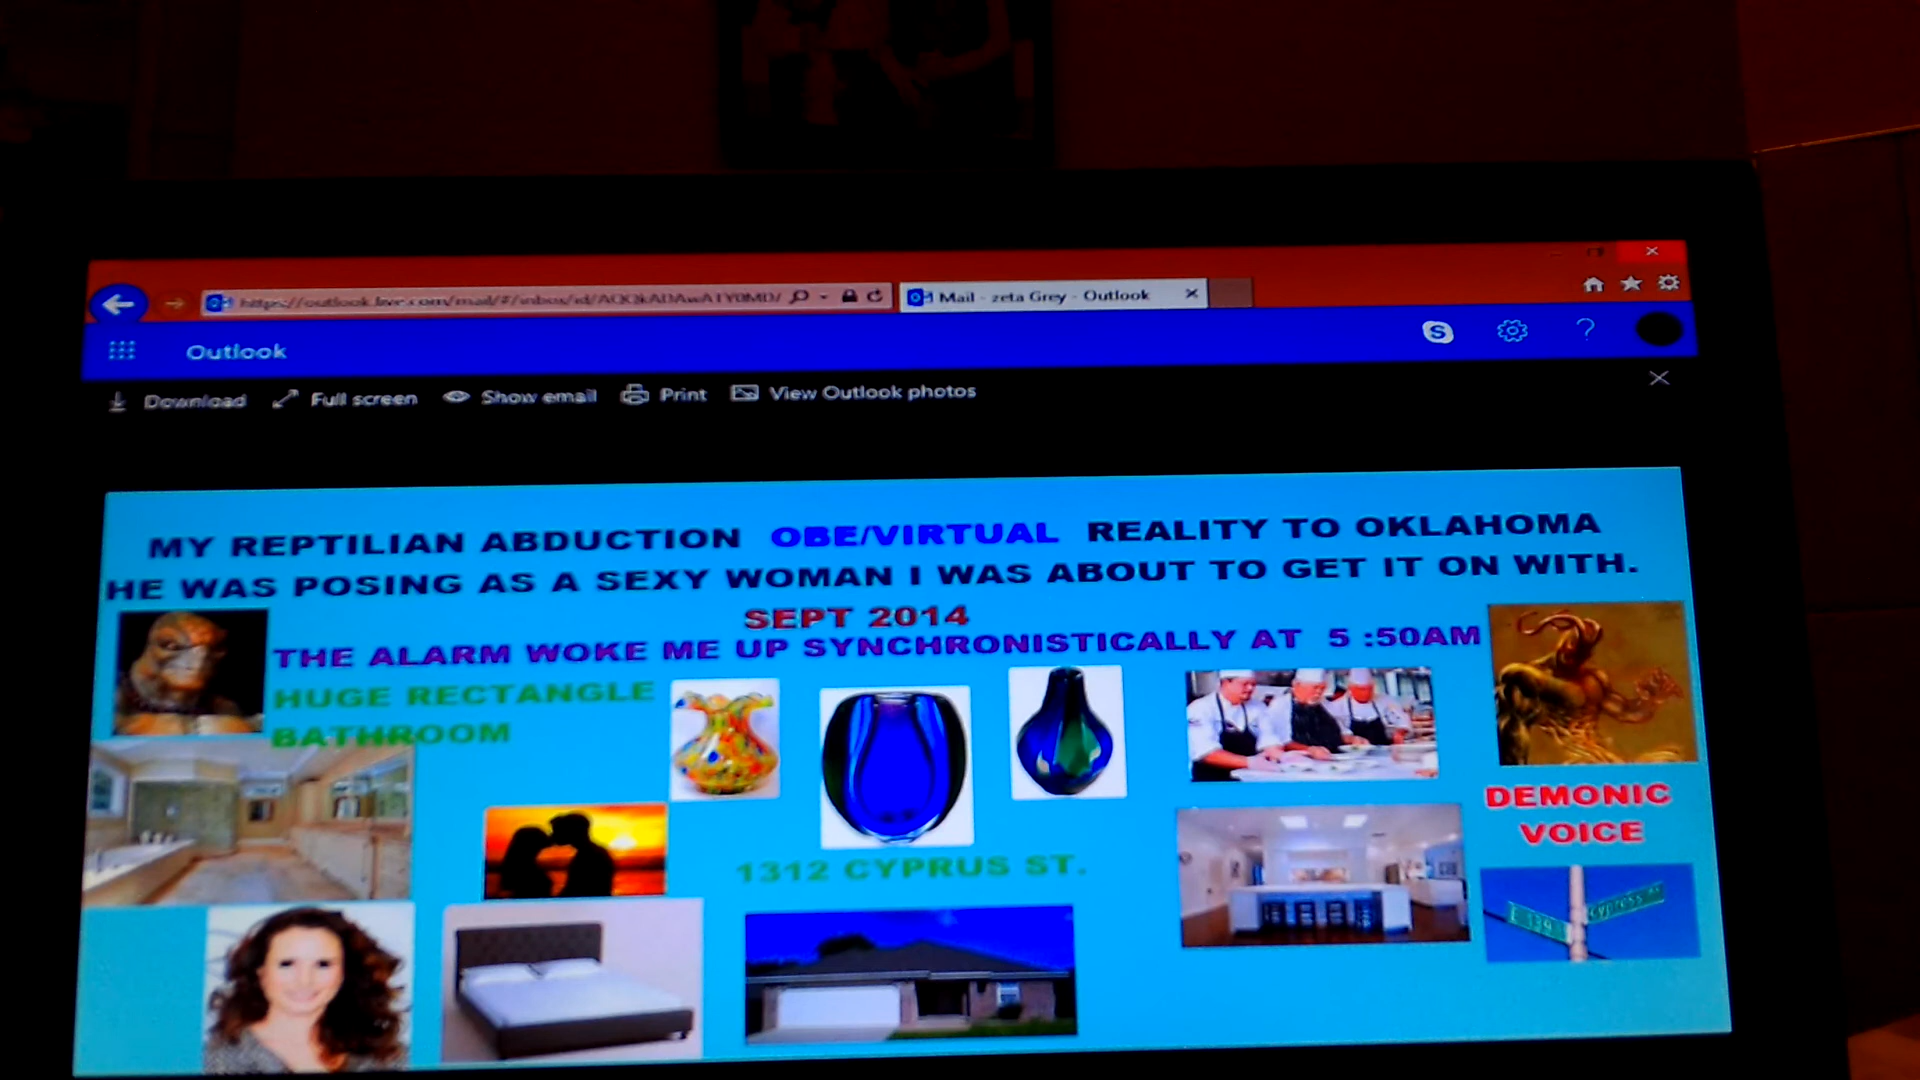 Mail - zeta Grey - Outlook
Outlook
Download Full screen Show email Print View Outlook photos
MY REPTILIAN ABDUCTION OBE/VIRTUAL REALITY TO OKLAHOMA
HE WAS POSING AS A SEXY WOMAN I WAS ABOUT TO GET IT ON WITH.
SEPT 2014
THE ALARM WOKE ME UP SYNCHRONISTICALLY AT 5 :50AM
HUGE RECTANGLE
BATHROOM
DEMONIC
VOICE
1312 CYPRUS ST.
E 139
cypress